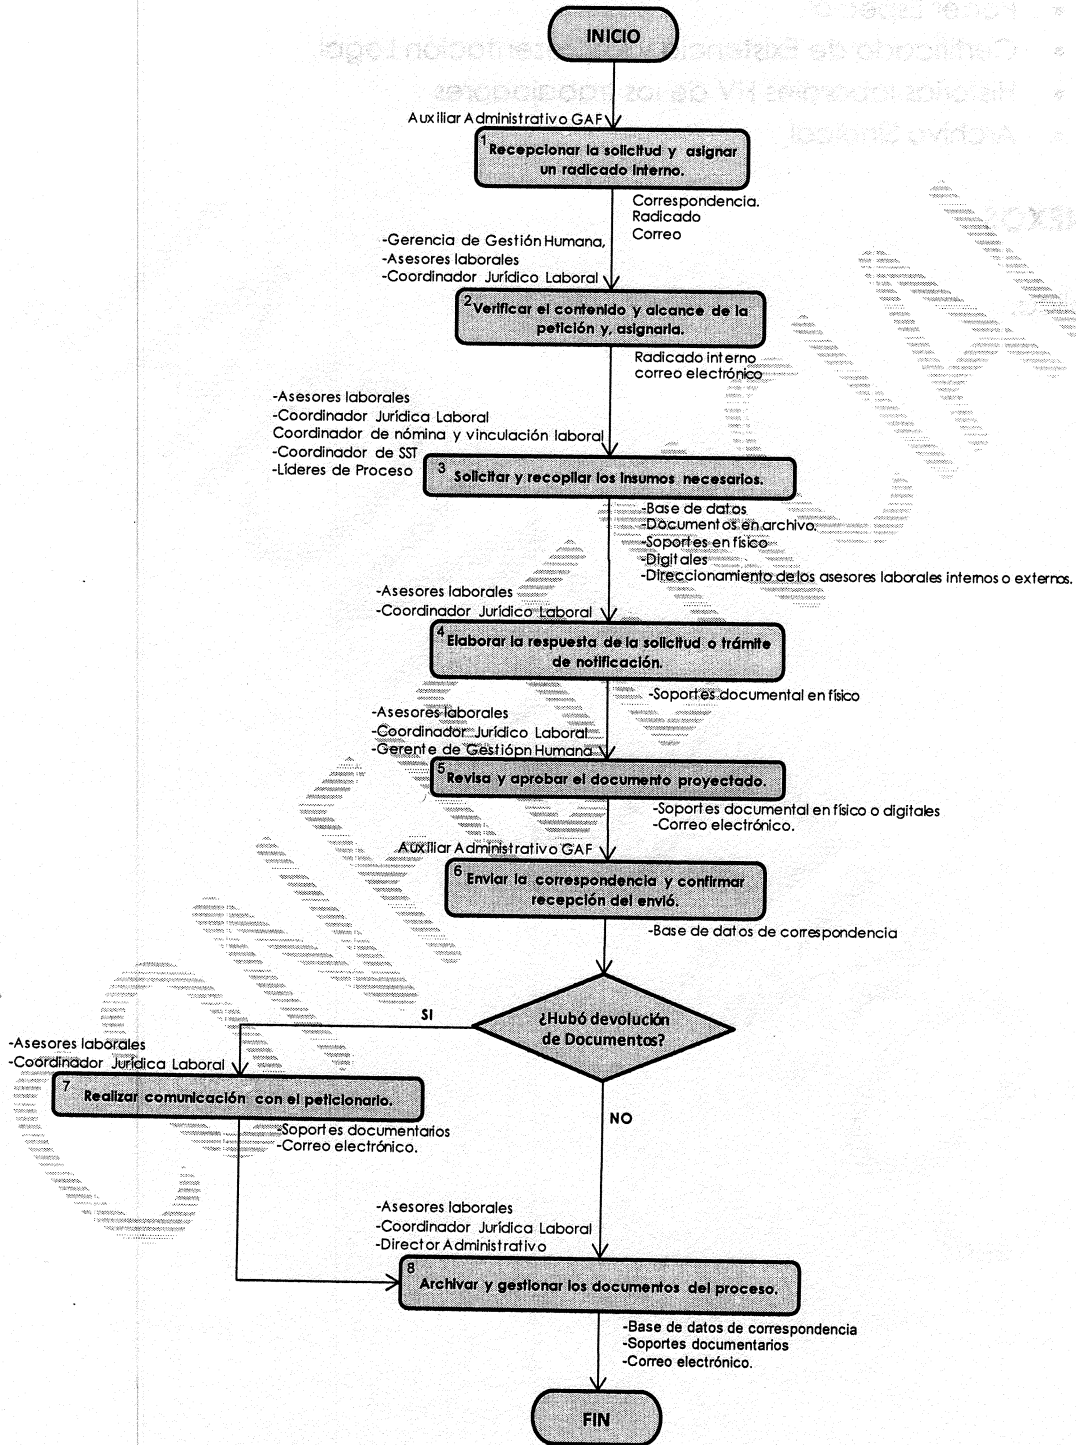 INICIO
Auxiliar Administrativo GAF
1 Recepcionar la solicitud y asignar
un radicado interno.
Correspondencia.
Radicado
Correo
-Gerencia de Gestión Humana,
-Asesores laborales
-Coordinador Jurídico Laboral
2 Verificar el contenido y alcance de la
petición y, asignarla.
Radicado interno
correo electrónico
-Asesores laborales
-Coordinador Jurídica Laboral
Coordinador de nómina y vinculación laboral
-Coordinador de SST
-Líderes de Proceso
3 Solicitar y recopilar los insumos necesarios.
-Base de datos
-Documentos en archivo.
-Soportes en físico
-Digitales
-Direccionamiento de los asesores laborales internos o externos.
-Asesores laborales
-Coordinador Jurídico Laboral
4 Elaborar la respuesta de la solicitud o trámite
de notificación.
-Soportes documental en físico
-Asesores laborales
-Coordinador Jurídico Laboral
-Gerente de Gestiópn Humana
5 Revisa y aprobar el documento proyectado.
-Soportes documental en físico o digitales
-Correo electrónico.
Auxiliar Administrativo GAF
6 Enviar la correspondencia y confirmar
recepción del envió.
-Base de datos de correspondencia
¿Hubó devolución
de Documentos?
SI
-Asesores laborales
-Coordinador Jurídica Laboral
7 Realizar comunicación con el peticionario.
-Soportes documentarios
-Correo electrónico.
NO
-Asesores laborales
-Coordinador Jurídica Laboral
-Director Administrativo
8 Archivar y gestionar los documentos del proceso.
-Base de datos de correspondencia
-Soportes documentarios
-Correo electrónico.
FIN